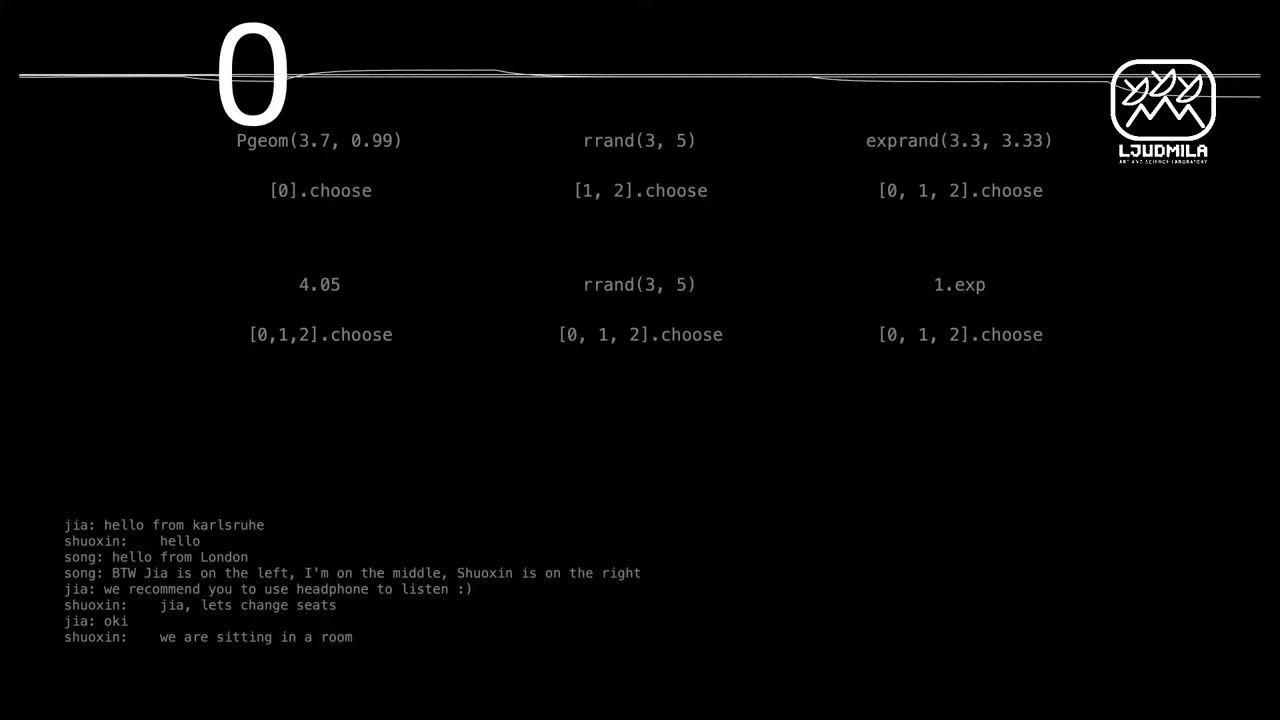 0
Pgeom(3.7, 0.99) rrand(3, 5) exprand(3.3, 3.33)
[0].choose [1, 2].choose [0, 1, 2].choose
LJUDMILA
ART AND SCIENCE LABORATORY
4.05 rrand(3, 5) 1.exp
[0,1,2].choose [0, 1, 2].choose [0, 1, 2].choose
jia: hello from karlsruhe
shuoxin:    hello
song: hello from London
song: BTW Jia is on the left, I'm on the middle, Shuoxin is on the right
jia: we recommend you to use headphone to listen :)
shuoxin:    jia, lets change seats
jia: oki
shuoxin:    we are sitting in a room